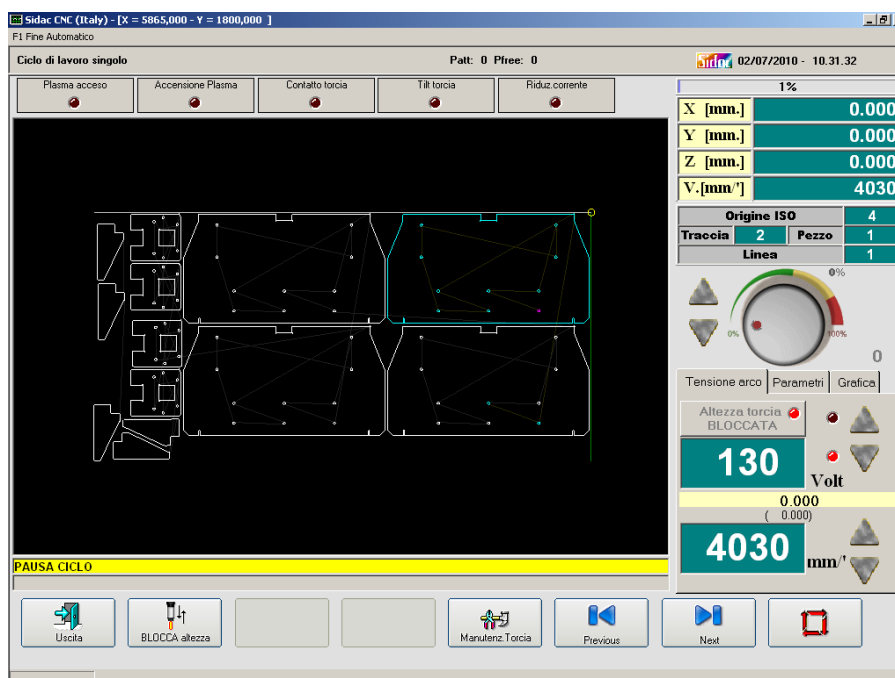 Sidac CNC (Italy) - [X = 5865,000 - Y = 1800,000 ]
F1 Fine Automatico
Ciclo di lavoro singolo Patt: 0 Pfree: 0 Sidac 02/07/2010 - 10.31.32
Plasma acceso Accensione Plasma Contatto torcia Tilt torcia Riduz.corrente
1%
X [mm.] 0.000
Y [mm.] 0.000
Z [mm.] 0.000
V.[mm/'] 4030
Origine ISO 4
Traccia 2 Pezzo 1
Linea 1
0%
0% 100%
0
Tensione arco Parametri Grafica
Altezza torcia
BLOCCATA
130 Volt
0.000
( 0.000)
4030 mm/'
PAUSA CICLO
Uscita BLOCCA altezza Manutenz.Torcia Previous Next